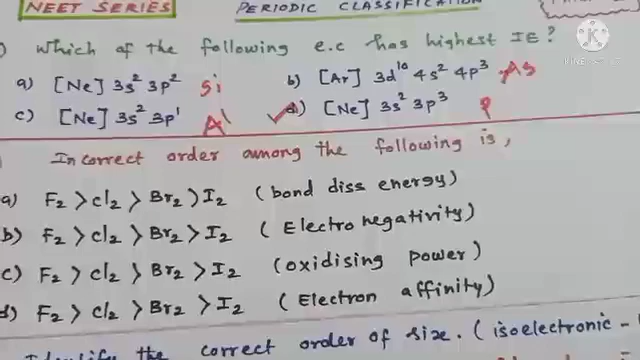 NEET SERIES PERIODIC CLASSIFICATION
Which of the following e.c has highest IE?
a) [Ne] 3s² 3p² Si b) [Ar] 3d¹⁰ 4s² 4p³ As
c) [Ne] 3s² 3p¹ Al ✓d) [Ne] 3s² 3p³ P
Incorrect order among the following is,
a) F₂ > Cl₂ > Br₂ > I₂ (bond diss energy)
b) F₂ > Cl₂ > Br₂ > I₂ (Electronegativity)
c) F₂ > Cl₂ > Br₂ > I₂ (oxidising power)
d) F₂ > Cl₂ > Br₂ > I₂ (Electron affinity)
Identify the correct order of size. (isoelectronic -